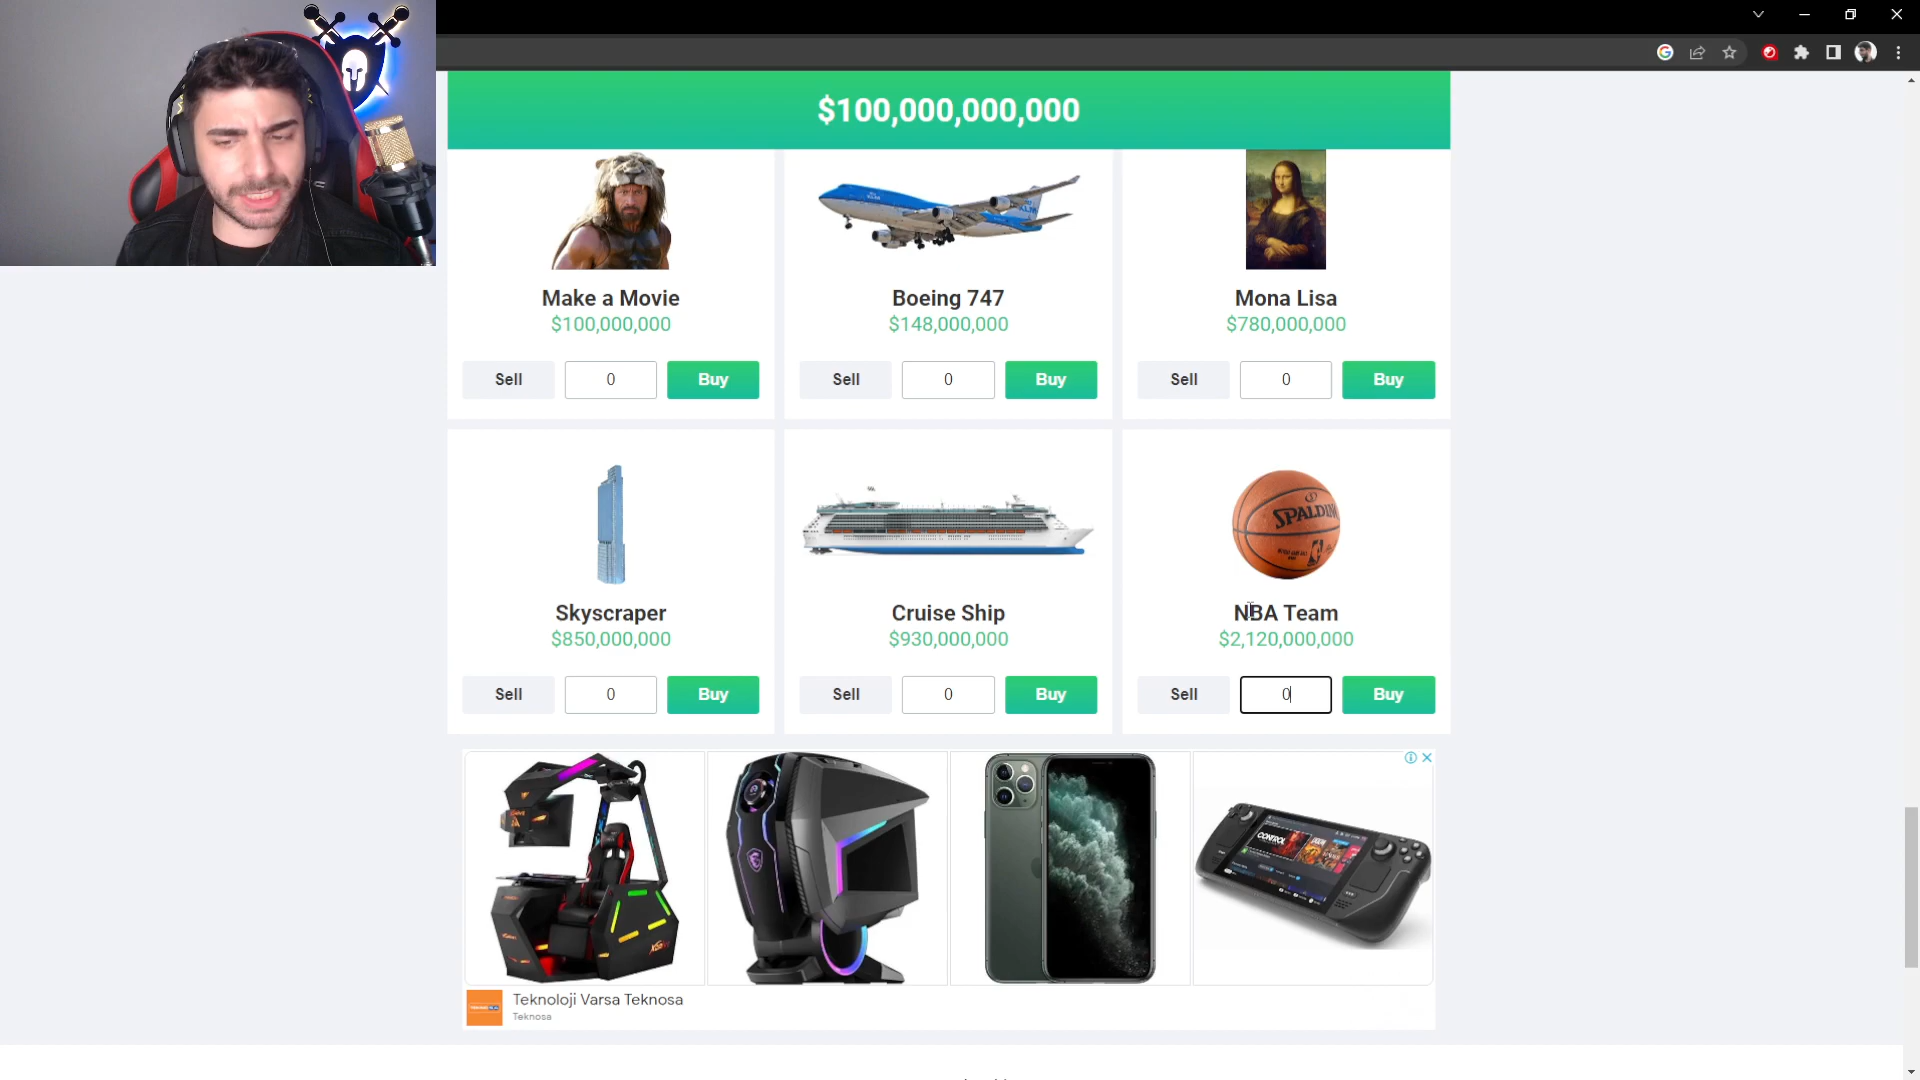 $100,000,000,000
Make a Movie
$100,000,000
Sell 0 Buy
Boeing 747
$148,000,000
Sell 0 Buy
Mona Lisa
$780,000,000
Sell 0 Buy
Skyscraper
$850,000,000
Sell 0 Buy
Cruise Ship
$930,000,000
Sell 0 Buy
SPALDING
NBA Team
$2,120,000,000
Sell 0 Buy
CONTROL
Teknoloji Varsa Teknosa
Teknosa